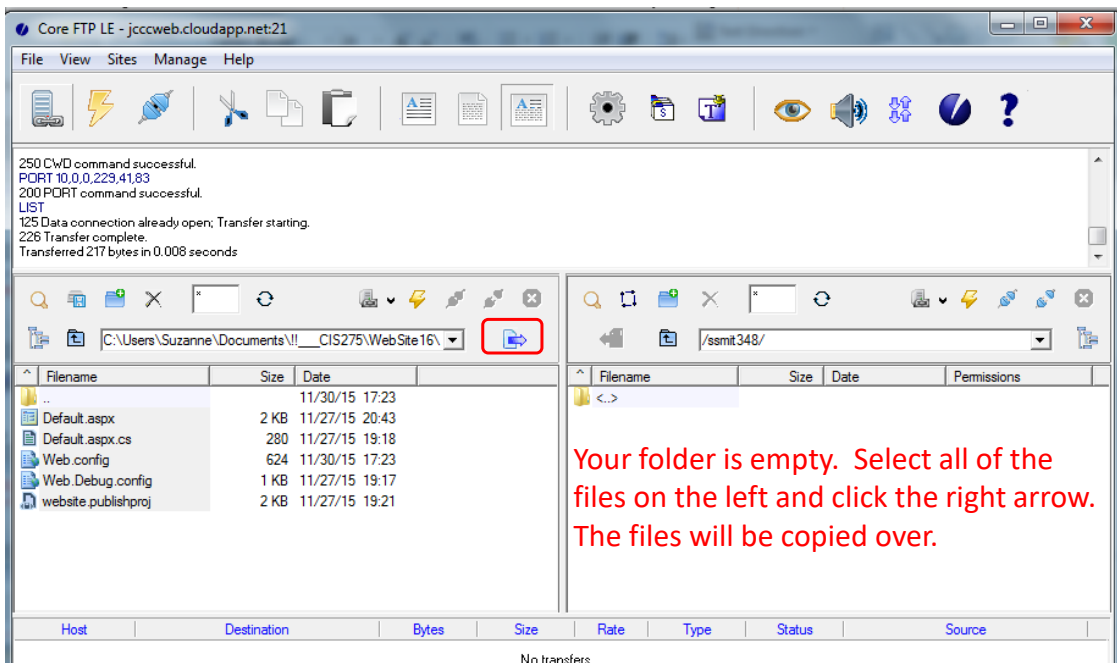 Core FTP LE - jcccweb.cloudapp.net:21
File View Sites Manage Help
250 CWD command successful.
PORT 10,0,0,229,41,83
200 PORT command successful.
LIST
125 Data connection already open; Transfer starting.
226 Transfer complete.
Transferred 217 bytes in 0.008 seconds
C:\Users\Suzanne\Documents\!!___CIS275\WebSite16\
/ssmit348/
^ Filename Size Date
.. 11/30/15 17:23
Default.aspx 2 KB 11/27/15 20:43
Default.aspx.cs 280 11/27/15 19:18
Web.config 624 11/30/15 17:23
Web.Debug.config 1 KB 11/27/15 19:17
website.publishproj 2 KB 11/27/15 19:21
^ Filename Size Date Permissions
<..>
Your folder is empty. Select all of the
files on the left and click the right arrow.
The files will be copied over.
Host Destination Bytes Size Rate Type Status Source
No transfers